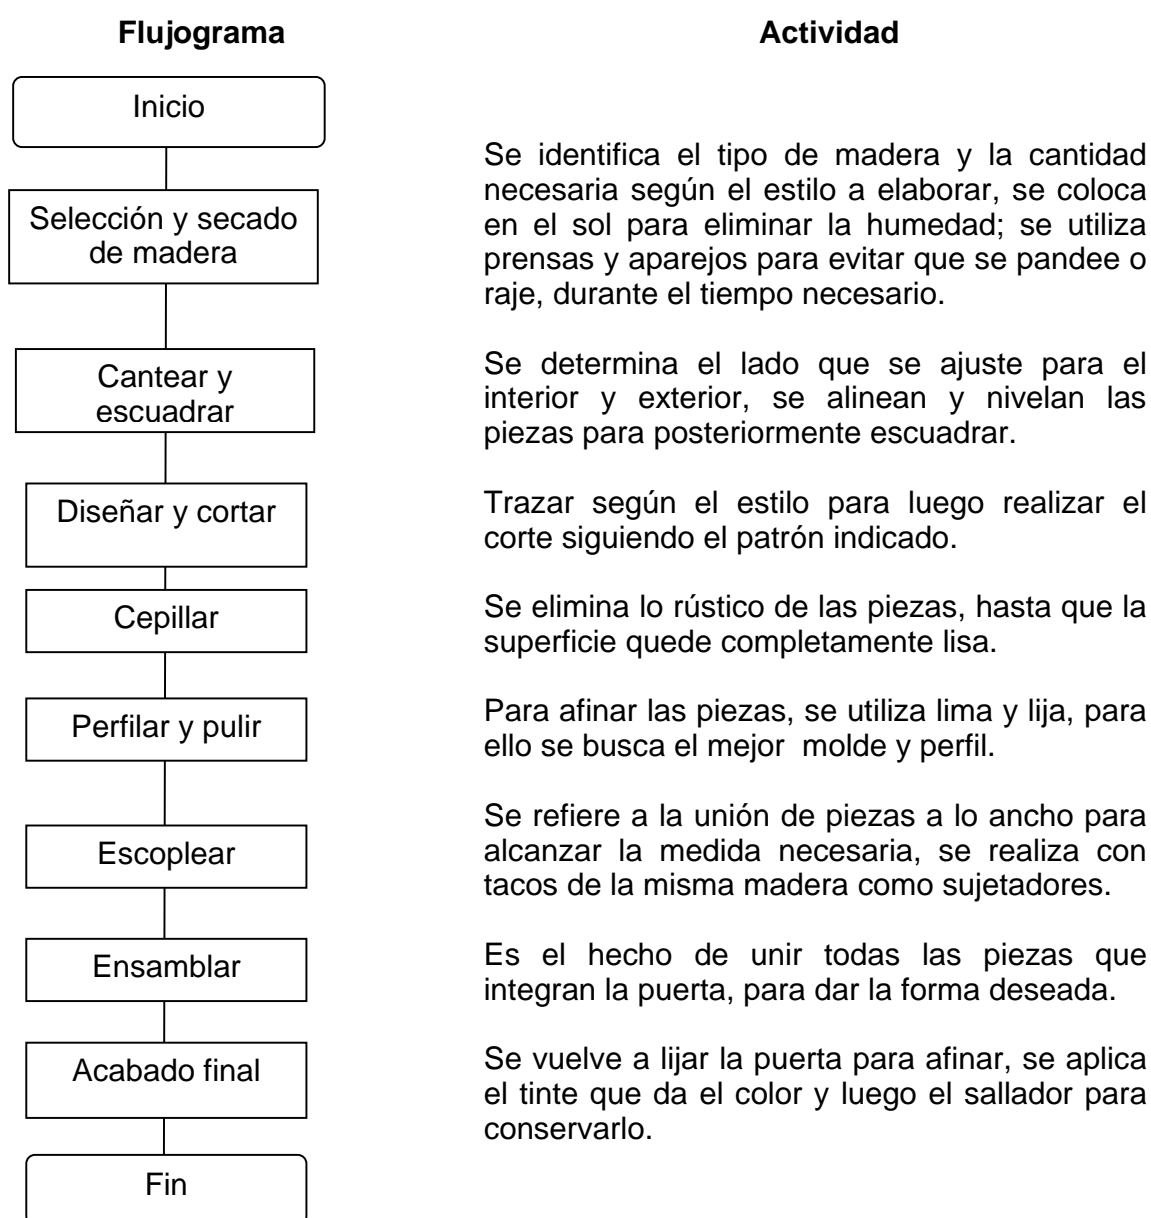 Flujograma
Actividad
Inicio
Selección y secado
de madera
Se identifica el tipo de madera y la cantidad
necesaria según el estilo a elaborar, se coloca
en el sol para eliminar la humedad; se utiliza
prensas y aparejos para evitar que se pandee o
raje, durante el tiempo necesario.
Cantear y
escuadrar
Se determina el lado que se ajuste para el
interior y exterior, se alinean y nivelan las
piezas para posteriormente escuadrar.
Diseñar y cortar
Trazar según el estilo para luego realizar el
corte siguiendo el patrón indicado.
Cepillar
Se elimina lo rústico de las piezas, hasta que la
superficie quede completamente lisa.
Perfilar y pulir
Para afinar las piezas, se utiliza lima y lija, para
ello se busca el mejor  molde y perfil.
Escoplear
Se refiere a la unión de piezas a lo ancho para
alcanzar la medida necesaria, se realiza con
tacos de la misma madera como sujetadores.
Ensamblar
Es el hecho de unir todas las piezas que
integran la puerta, para dar la forma deseada.
Acabado final
Se vuelve a lijar la puerta para afinar, se aplica
el tinte que da el color y luego el sallador para
conservarlo.
Fin